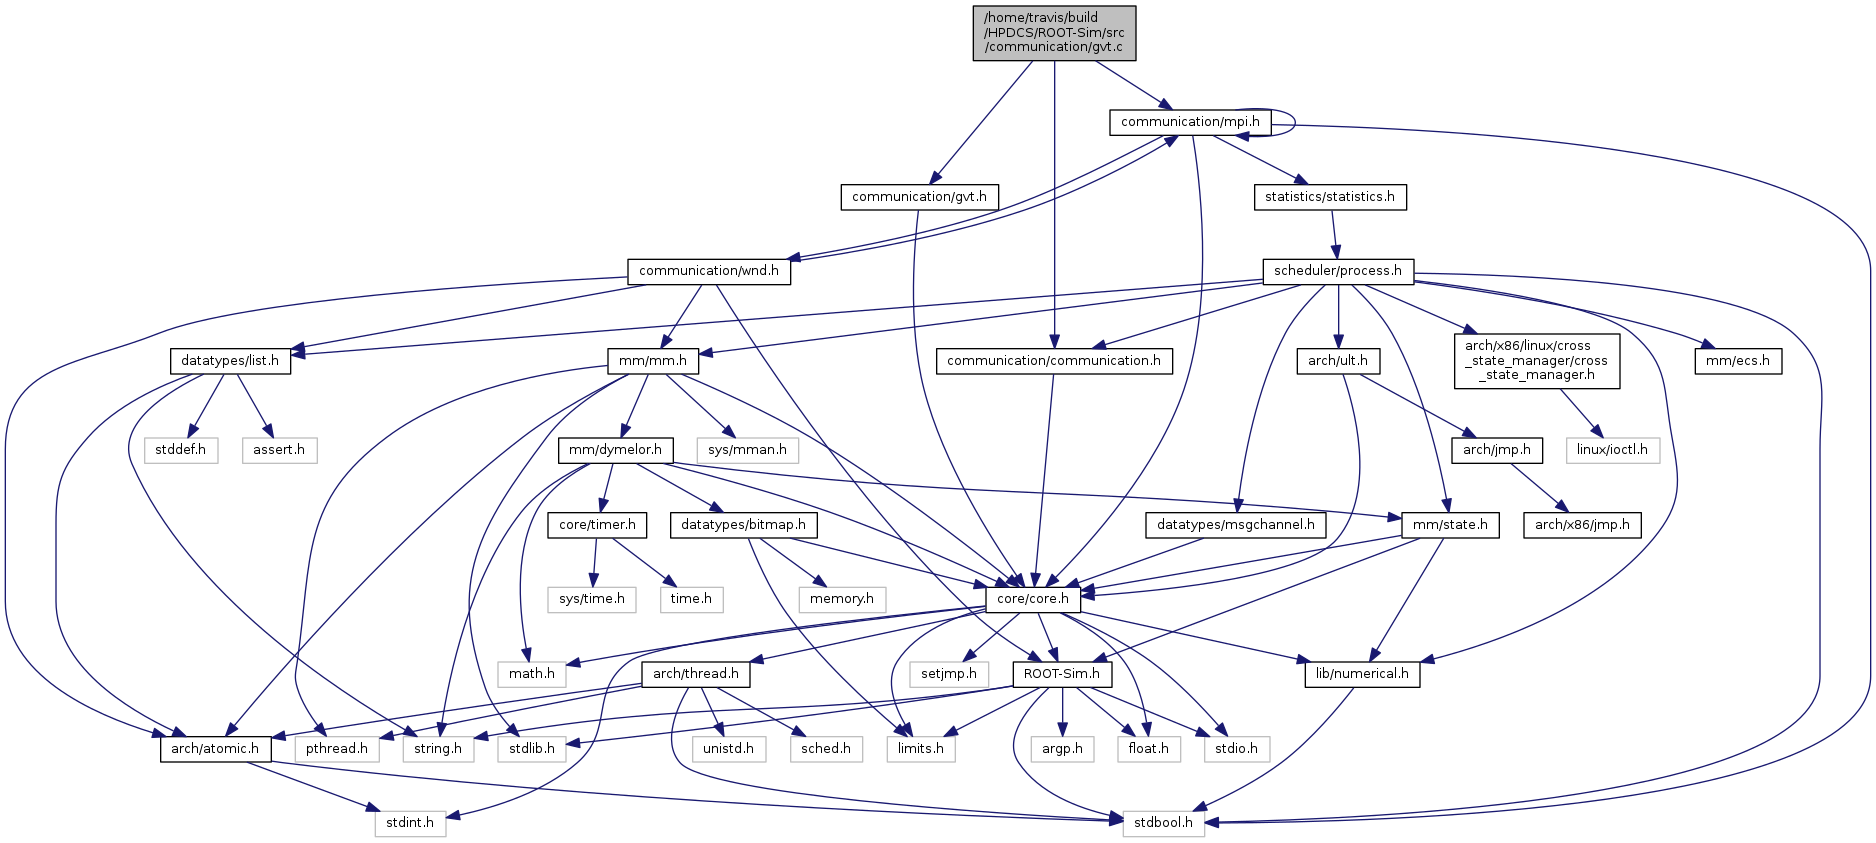 /home/travis/build
/HPDCS/ROOT-Sim/src
/communication/gvt.c
communication/mpi.h
communication/gvt.h
statistics/statistics.h
communication/wnd.h
scheduler/process.h
datatypes/list.h
mm/mm.h
communication/communication.h
arch/ult.h
arch/x86/linux/cross
_state_manager/cross
_state_manager.h
mm/ecs.h
stddef.h
assert.h
mm/dymelor.h
sys/mman.h
arch/jmp.h
linux/ioctl.h
core/timer.h
datatypes/bitmap.h
datatypes/msgchannel.h
mm/state.h
arch/x86/jmp.h
sys/time.h
time.h
memory.h
core/core.h
math.h
arch/thread.h
setjmp.h
ROOT-Sim.h
lib/numerical.h
arch/atomic.h
pthread.h
string.h
stdlib.h
unistd.h
sched.h
limits.h
argp.h
float.h
stdio.h
stdint.h
stdbool.h